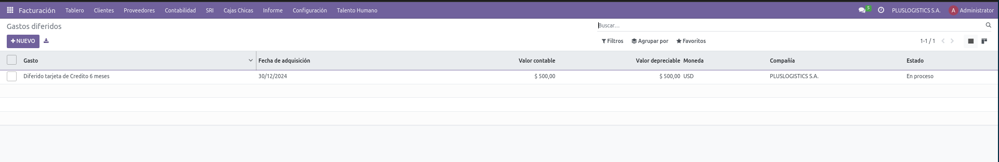 Facturación Tablero Clientes Proveedores Contabilidad SRI Cajas Chicas Informe Configuración Talento Humano 5 PLUSLOGISTICS S.A. A Administrator
Gastos diferidos Buscar...
+ NUEVO Filtros Agrupar por Favoritos 1-1 / 1
Gasto Fecha de adquisición Valor contable Valor depreciable Moneda Compañía Estado
Diferido tarjeta de Credito 6 meses 30/12/2024 $ 500,00 $ 500,00 USD PLUSLOGISTICS S.A. En proceso